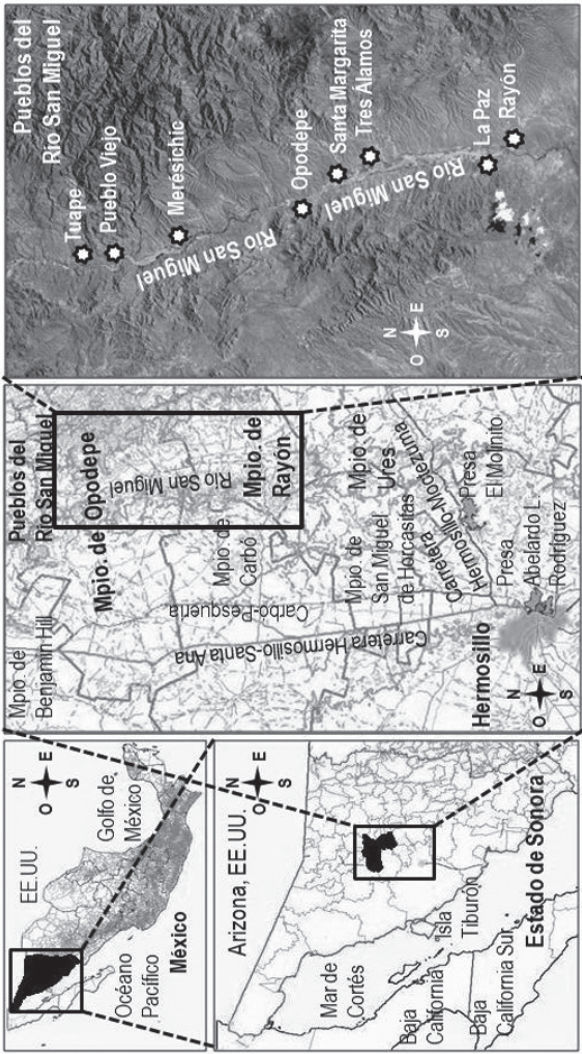 EE.UU.
Golfo de
México
Océano
Pacífico
México
N
O
E
S
Arizona, EE.UU.
Mar de
Cortés
Isla
Tiburón
Baja
California
Baja
California Sur
Estado de Sonora
N
O
E
S
Mpio. de
Benjamin Hill
Pueblos del
Río San Miguel
Mpio. de Opodepe
Río San Miguel
Mpio. de
Carbó
Mpio. de
Rayón
Carbó-Pesqueria
Carretera Hermosillo-Santa Ana
Mpio. de
San Miguel
de Horcasitas
Mpio. de
Ures
Carretera
Hermosillo-Moctezuma
Presa
El Molinito
Presa
Abelardo L.
Rodríguez
Hermosillo
N
O
E
S
Pueblos del
Río San Miguel
Tuape
Pueblo Viejo
Merésichic
Río San Miguel
Opodepe
Santa Margarita
Tres Álamos
Río San Miguel
La Paz
Rayón
N
O
E
S